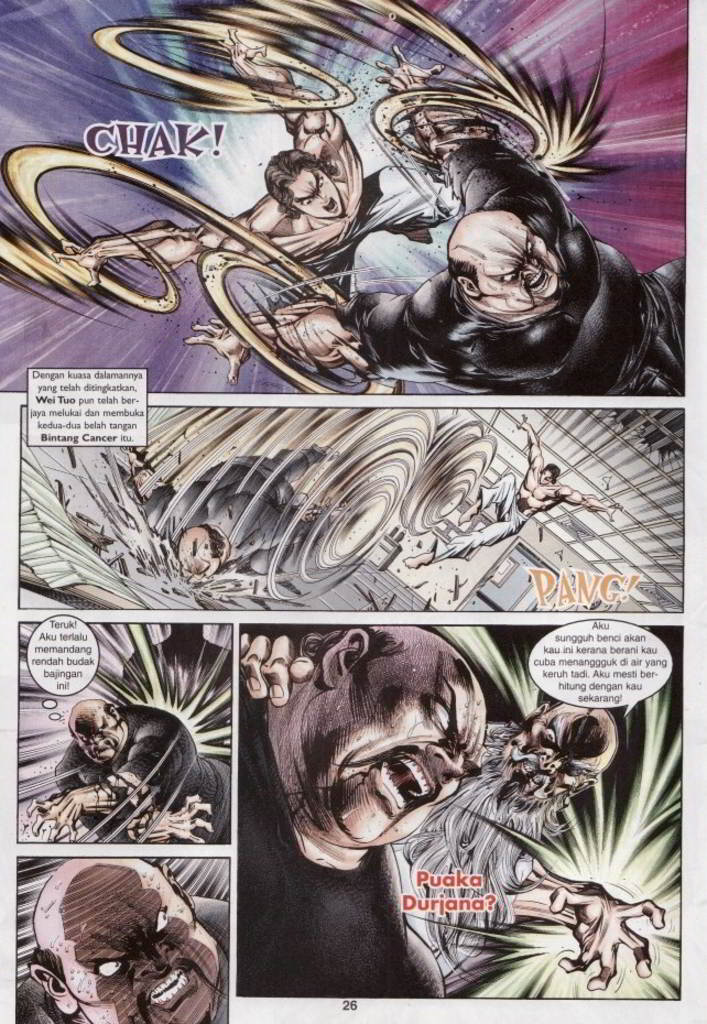 CHAK!
Dengan kuasa dalamannya
yang telah ditingkatkan,
Wei Tuo pun telah ber-
jaya melukai dan membuka
kedua-dua belah tangan
Bintang Cancer itu.
PANG!
Teruk!
Aku terlalu
memandang
rendah budak
bajingan
ini!
Aku
sungguh benci akan
kau ini kerana berani kau
cuba menanggguk di air yang
keruh tadi. Aku mesti ber-
hitung dengan kau
sekarang!
Puaka
Durjana?
26